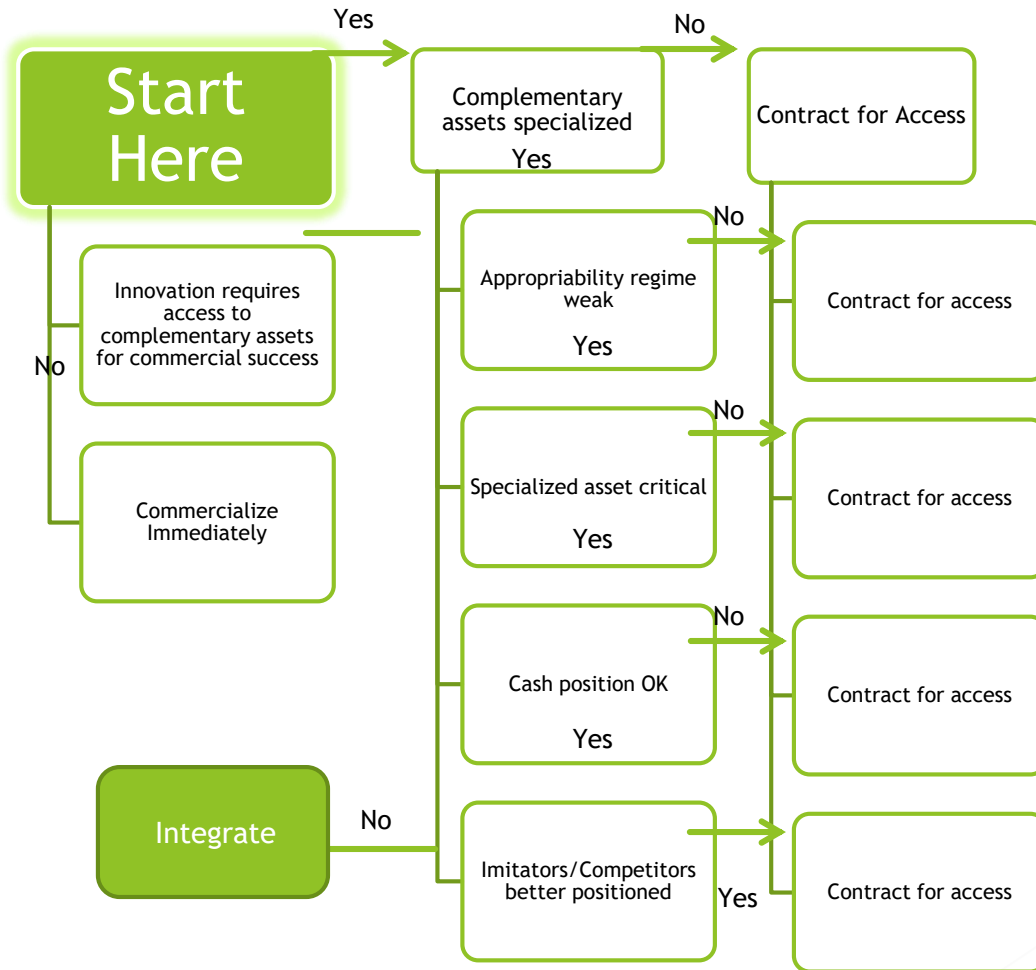 Yes
No
Start
Here
Complementary
assets specialized
Yes
Contract for Access
Innovation requires
access to
complementary assets
for commercial success
No
Commercialize
Immediately
Appropriability regime
weak
Yes
No
Contract for access
Specialized asset critical
Yes
No
Contract for access
Cash position OK
Yes
No
Contract for access
Integrate
No
Imitators/Competitors
better positioned
Yes
Contract for access